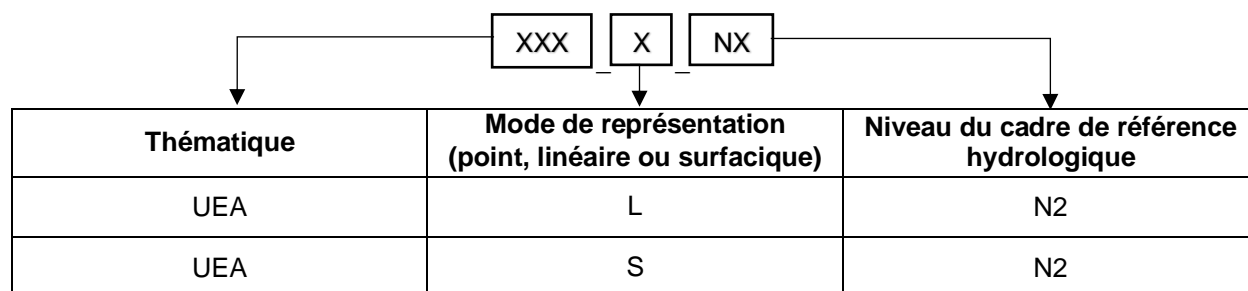 XXX _ X _ NX
Thématique
Mode de représentation
(point, linéaire ou surfacique)
Niveau du cadre de référence
hydrologique
UEA L N2
UEA S N2